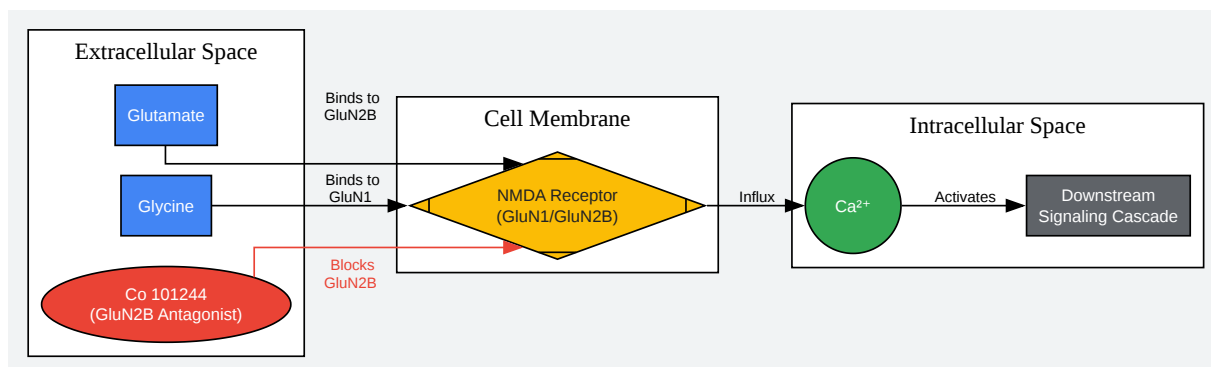 Extracellular Space
Glutamate
Glycine
Co 101244
(GluN2B Antagonist)
Binds to
GluN2B
Binds to
GluN1
Blocks
GluN2B
Cell Membrane
NMDA Receptor
(GluN1/GluN2B)
Influx
Intracellular Space
Ca²⁺
Activates
Downstream
Signaling Cascade